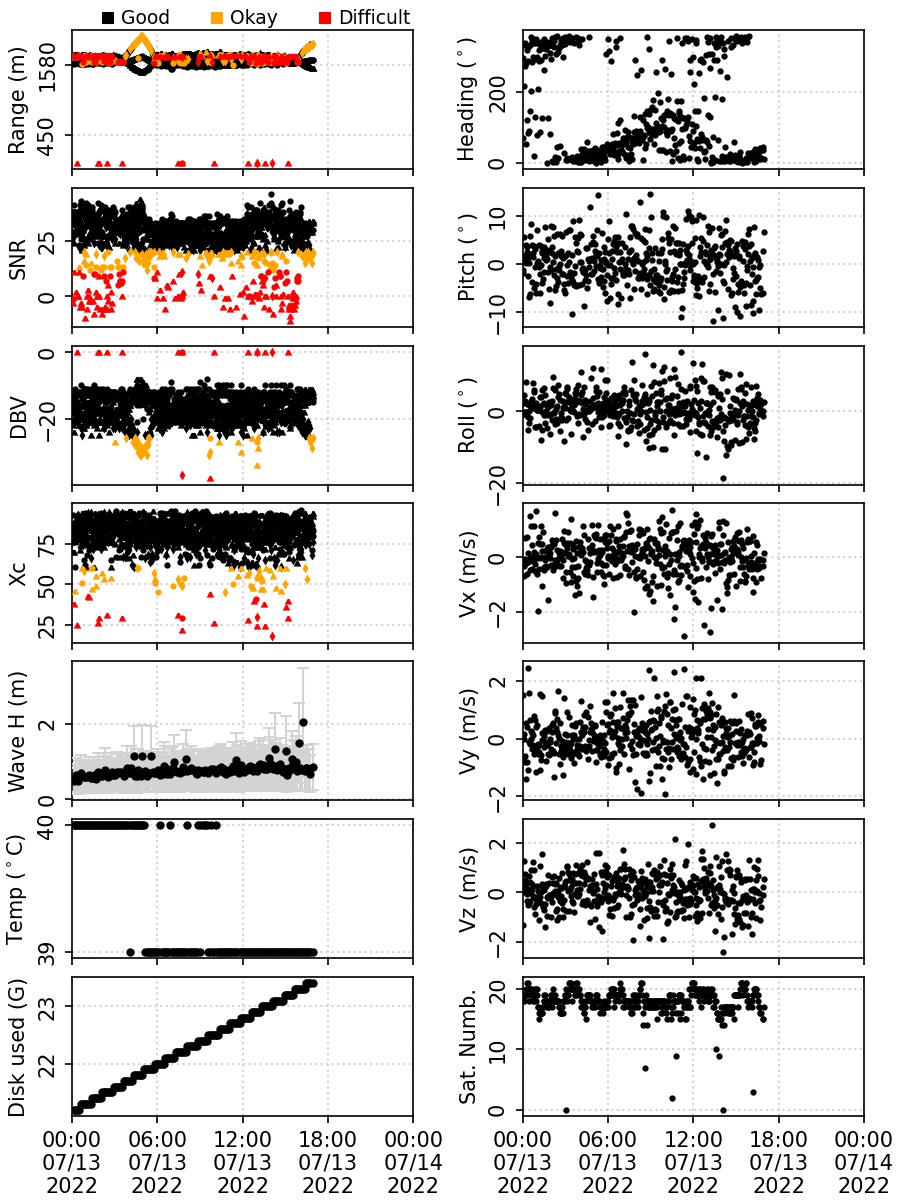 Good Okay Difficult
Range (m)
1580
450
Heading (°)
200
0
SNR
25
0
Pitch (°)
10
0
−10
DBV
0
−20
Roll (°)
0
−20
Xc
75
50
25
Vx (m/s)
0
−2
Wave H (m)
2
0
Vy (m/s)
2
0
−2
Temp (°C)
40
39
Vz (m/s)
2
0
−2
Disk used (G)
23
22
Sat. Numb.
20
10
0
00:00 06:00 12:00 18:00 00:00
07/13 07/13 07/13 07/13 07/14
2022 2022 2022 2022 2022
00:00 06:00 12:00 18:00 00:00
07/13 07/13 07/13 07/13 07/14
2022 2022 2022 2022 2022